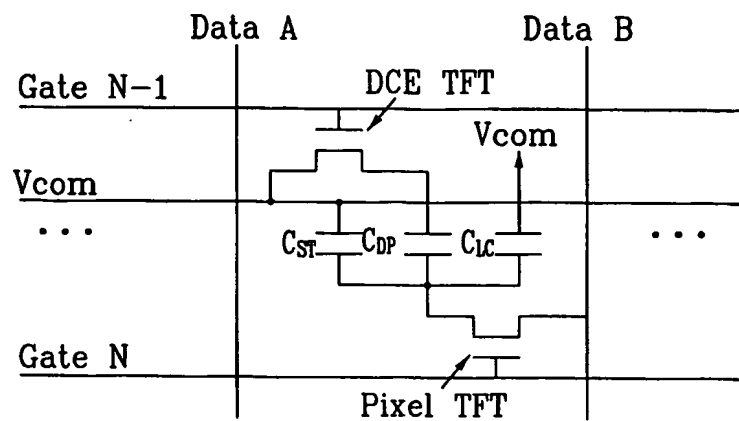 Data A
Data B
Gate N-1
DCE TFT
Vcom
Vcom
• • •
CST
CDP
CLC
• • •
Gate N
Pixel TFT